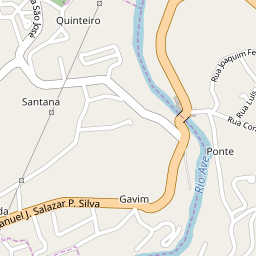 Quinteiro
a São José
Rua Joaquim Fe
Rua Luís
Santana
Rua Con
Ponte
Rio Ave
Gavim
da
anuel J. Salazar P. Silva